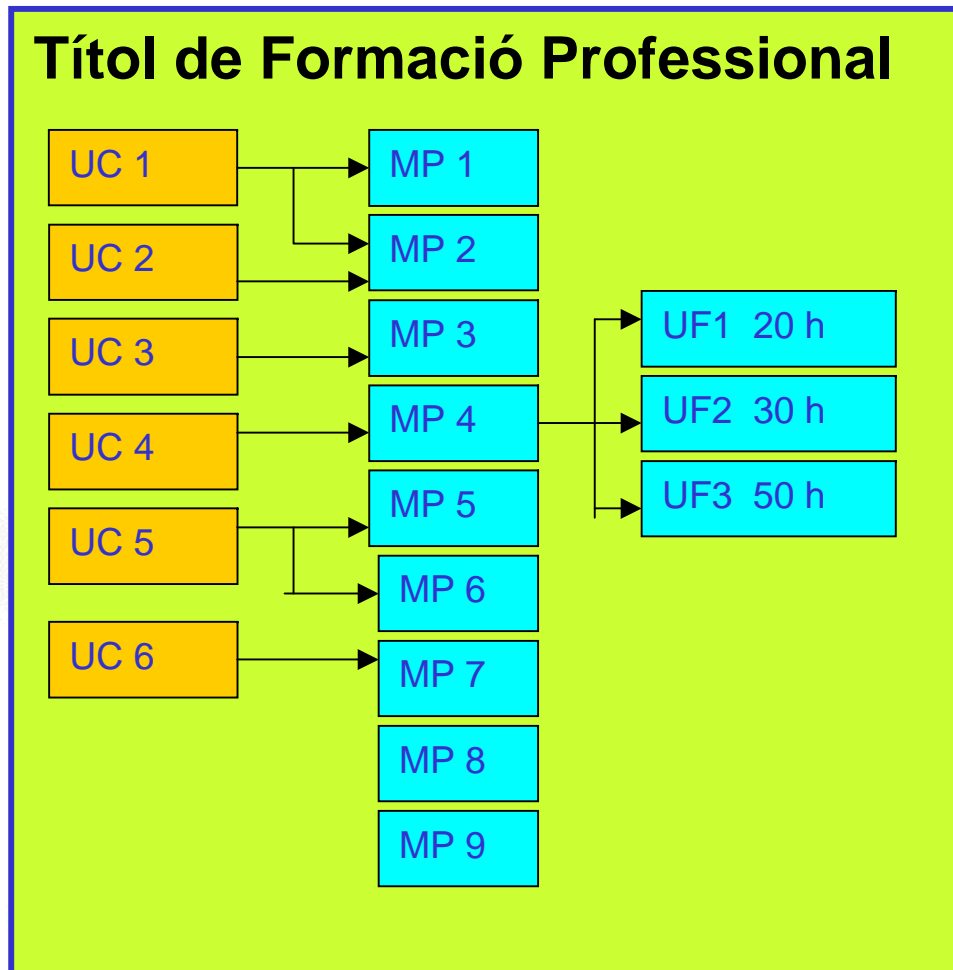 Títol de Formació Professional
UC 1
UC 2
UC 3
UC 4
UC 5
UC 6
MP 1
MP 2
MP 3
MP 4
MP 5
MP 6
MP 7
MP 8
MP 9
UF1 20 h
UF2 30 h
UF3 50 h